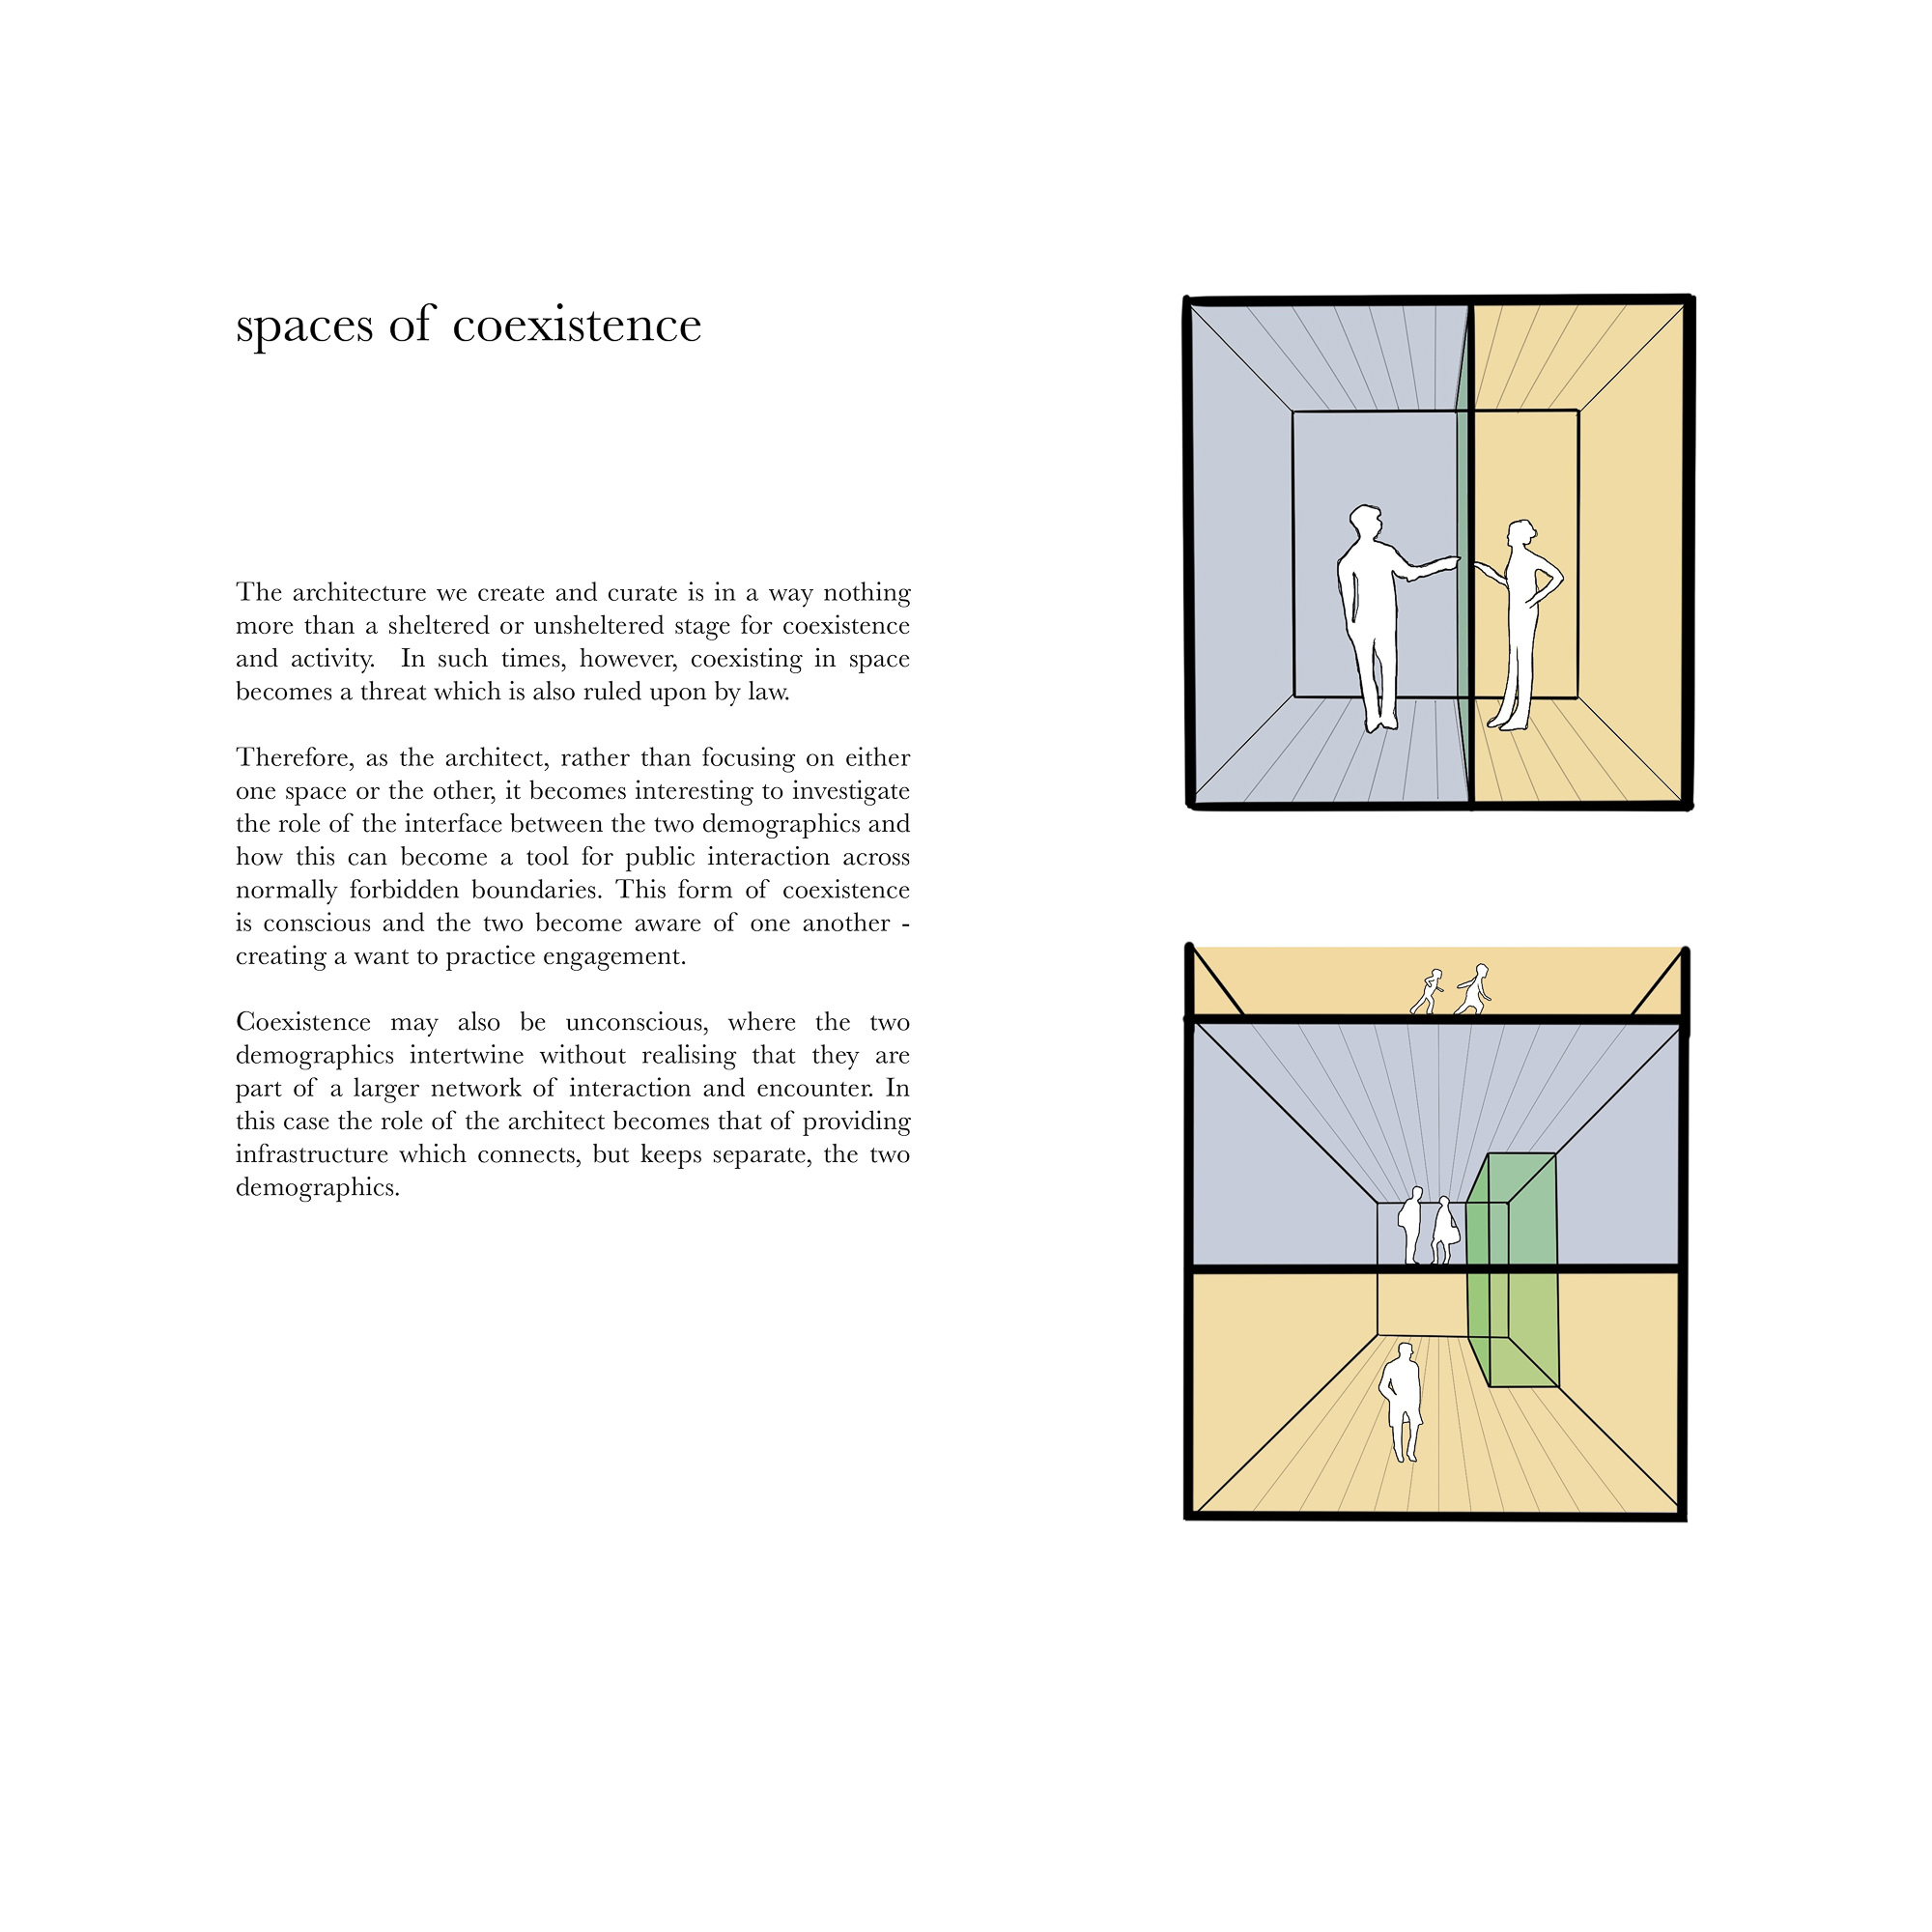 spaces of coexistence
The architecture we create and curate is in a way nothing
more than a sheltered or unsheltered stage for coexistence
and activity.  In such times, however, coexisting in space
becomes a threat which is also ruled upon by law.
Therefore, as the architect, rather than focusing on either
one space or the other, it becomes interesting to investigate
the role of the interface between the two demographics and
how this can become a tool for public interaction across
normally forbidden boundaries. This form of coexistence
is conscious and the two become aware of one another -
creating a want to practice engagement.
Coexistence may also be unconscious, where the two
demographics intertwine without realising that they are
part of a larger network of interaction and encounter. In
this case the role of the architect becomes that of providing
infrastructure which connects, but keeps separate, the two
demographics.